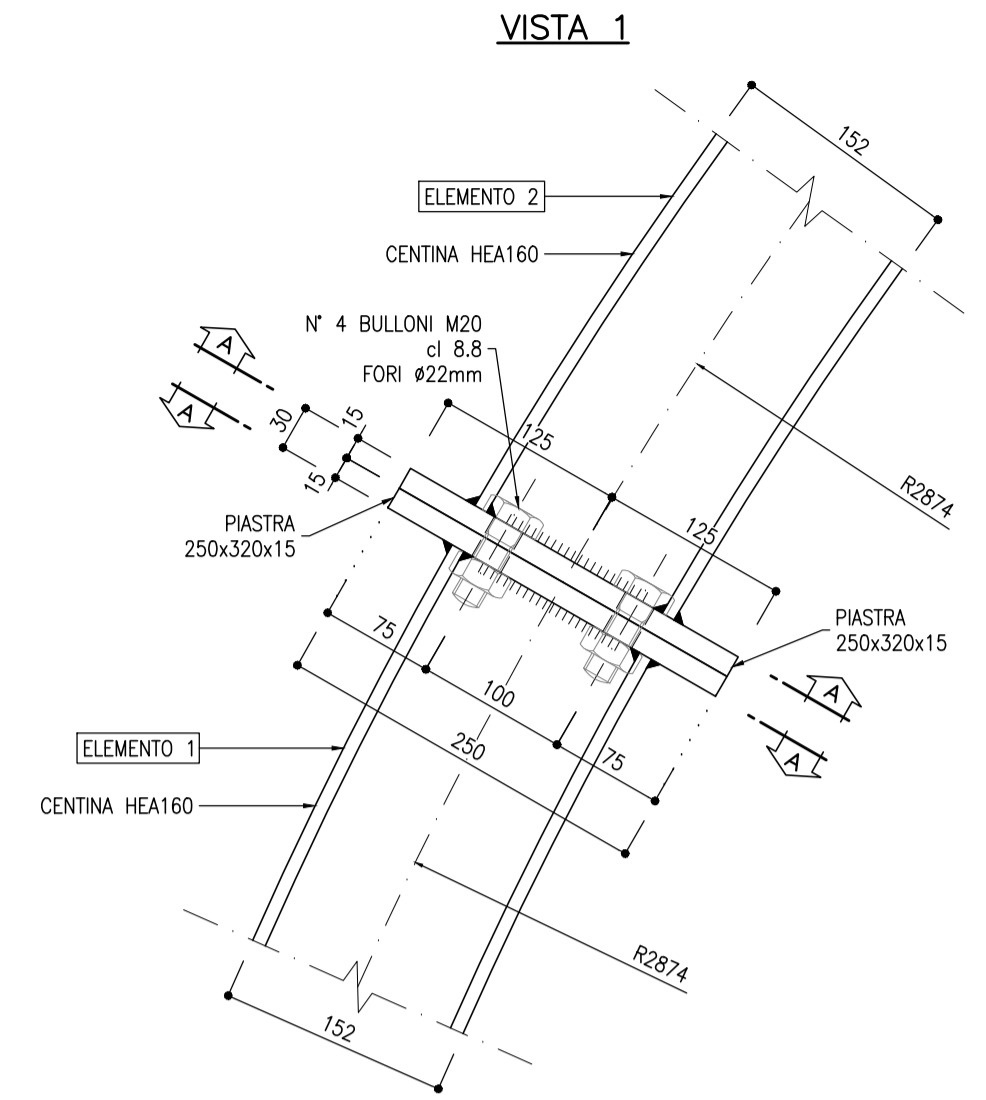 VISTA 1
152
ELEMENTO 2
CENTINA HEA160
N° 4 BULLONI M20
cl 8.8
FORI ø22mm
A
A
30
15
15
125
125
R2874
PIASTRA
250x320x15
PIASTRA
250x320x15
75
100
75
250
A
A
ELEMENTO 1
CENTINA HEA160
R2874
152